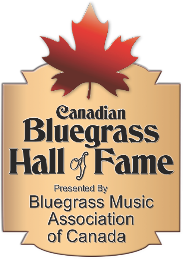 Canadian
Bluegrass
Hall of Fame
Presented By
Bluegrass Music
Association
of Canada